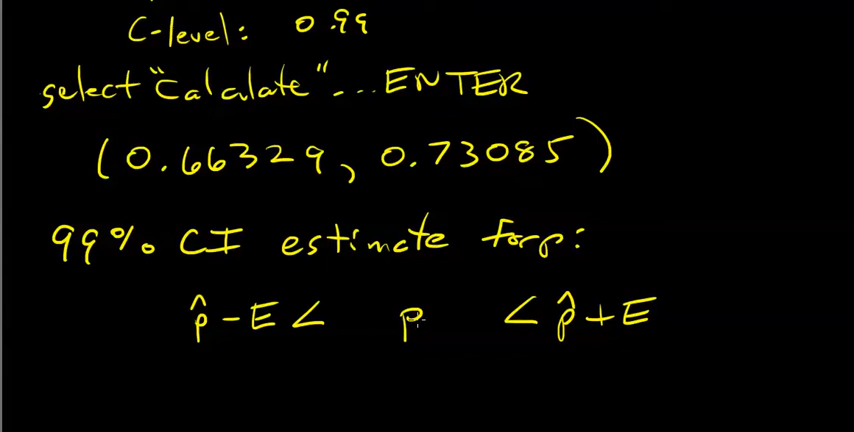 C-level: 0.99
select "Calculate"... ENTER
(0.66329, 0.73085)
99% CI estimate for p:
p̂ - E < p < p̂ + E